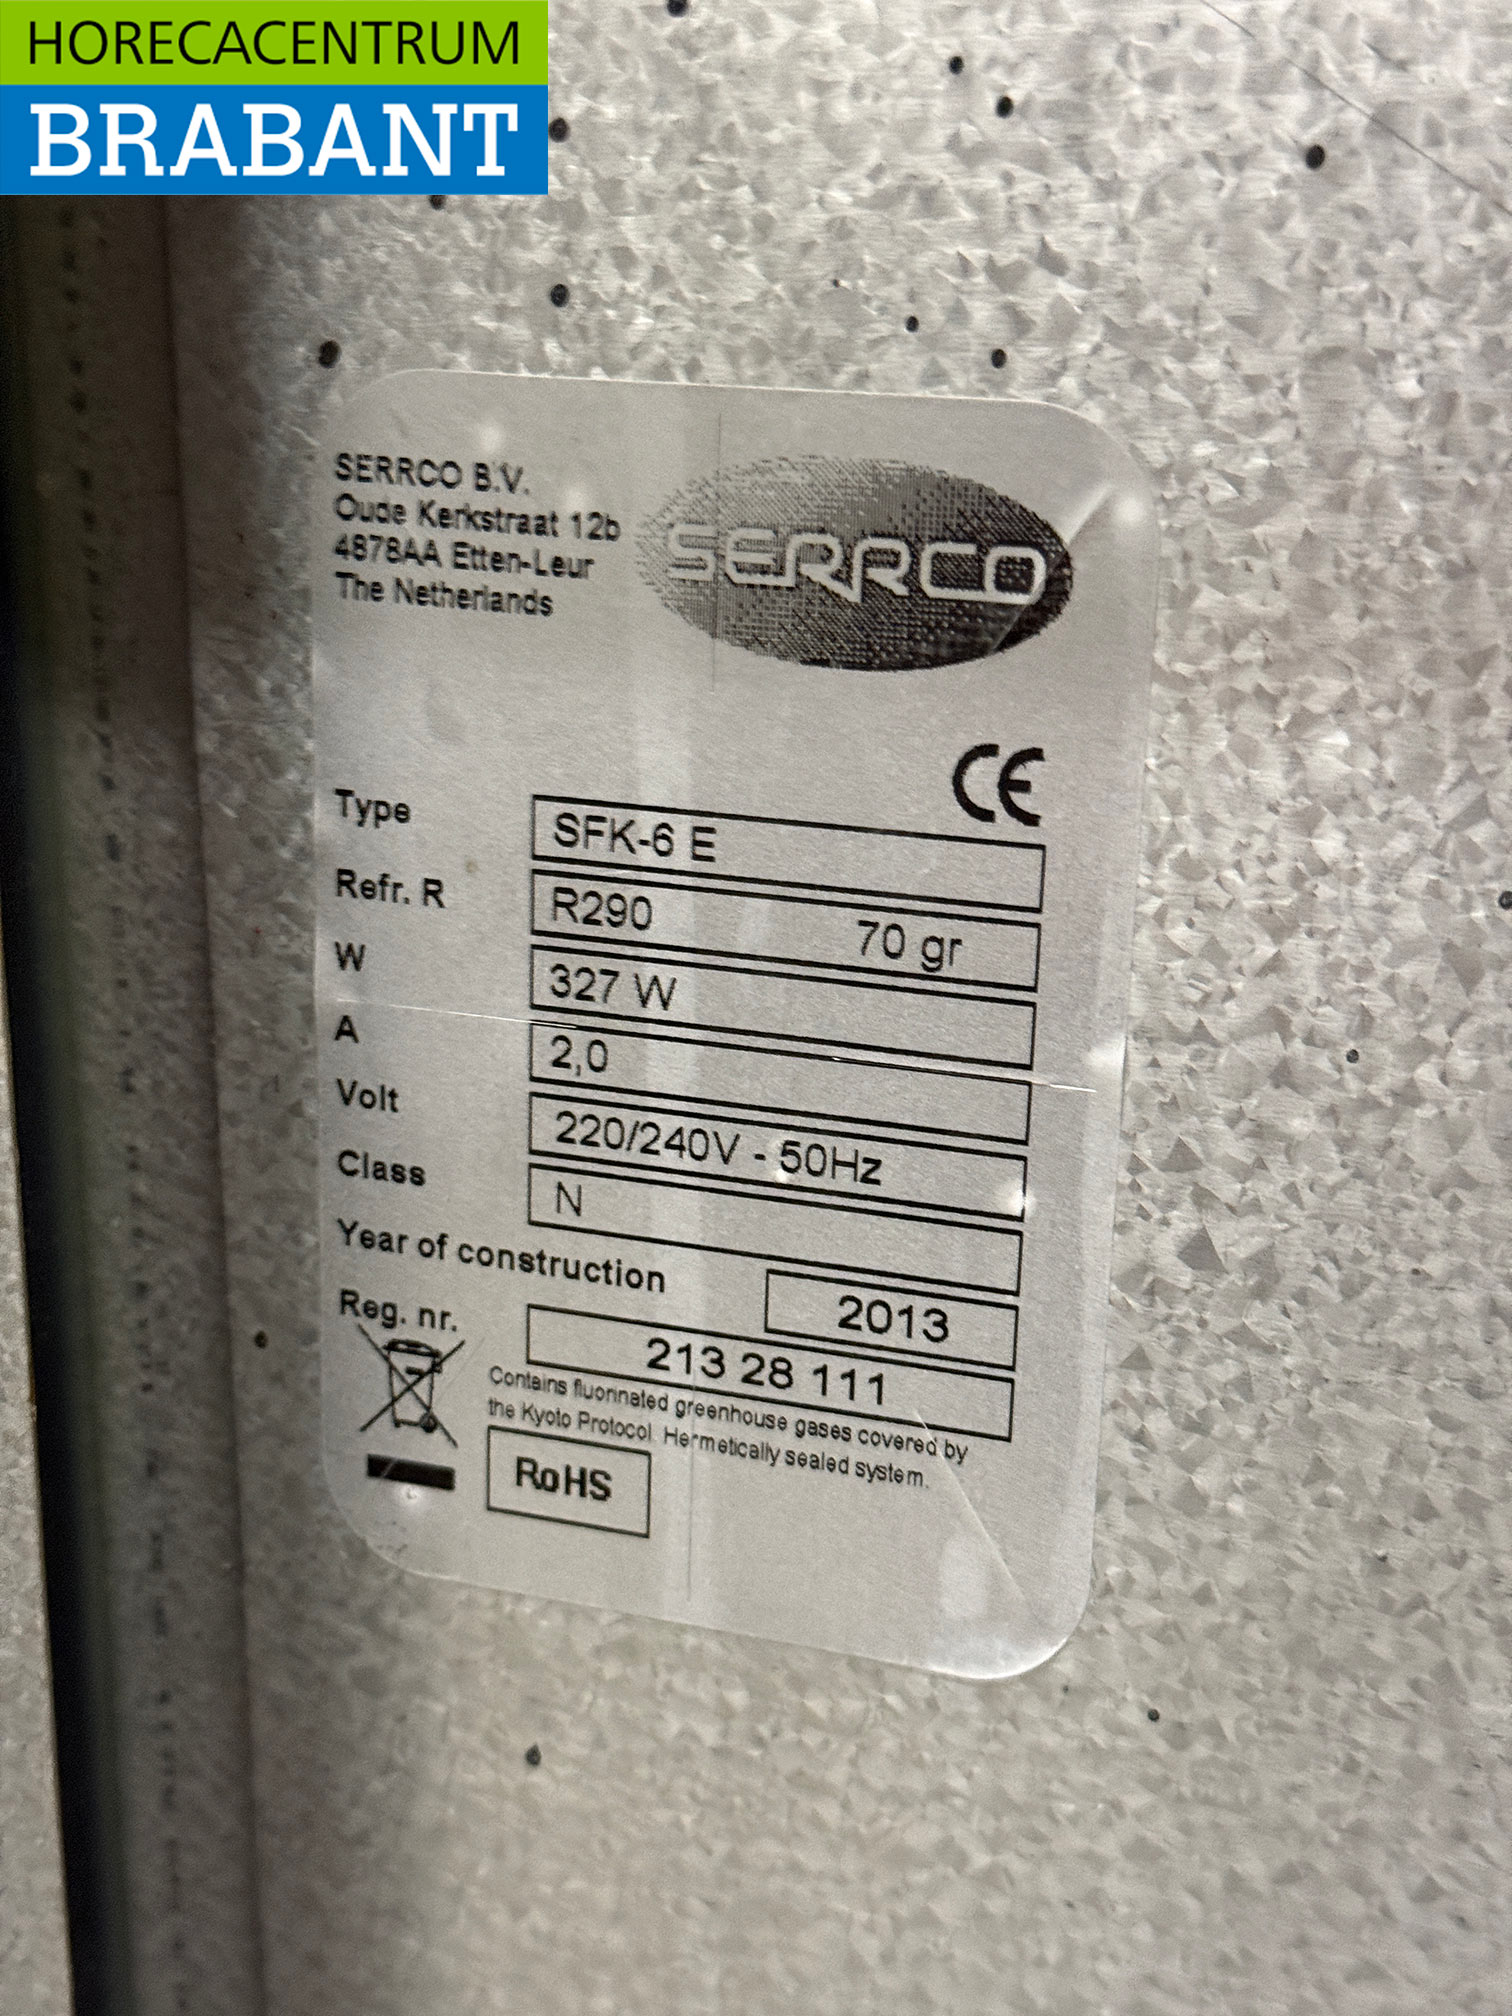 HORECACENTRUM
BRABANT
SERRCO B.V.
Oude Kerkstraat 12b
4878AA Etten-Leur
The Netherlands
SERRCO
CE
Type SFK-6 E
Refr. R R290 70 gr
W 327 W
A 2,0
Volt 220/240V - 50Hz
Class N
Year of construction 2013
Reg. nr. 213 28 111
Contains fluorinated greenhouse gases covered by
the Kyoto Protocol. Hermetically sealed system.
RoHS